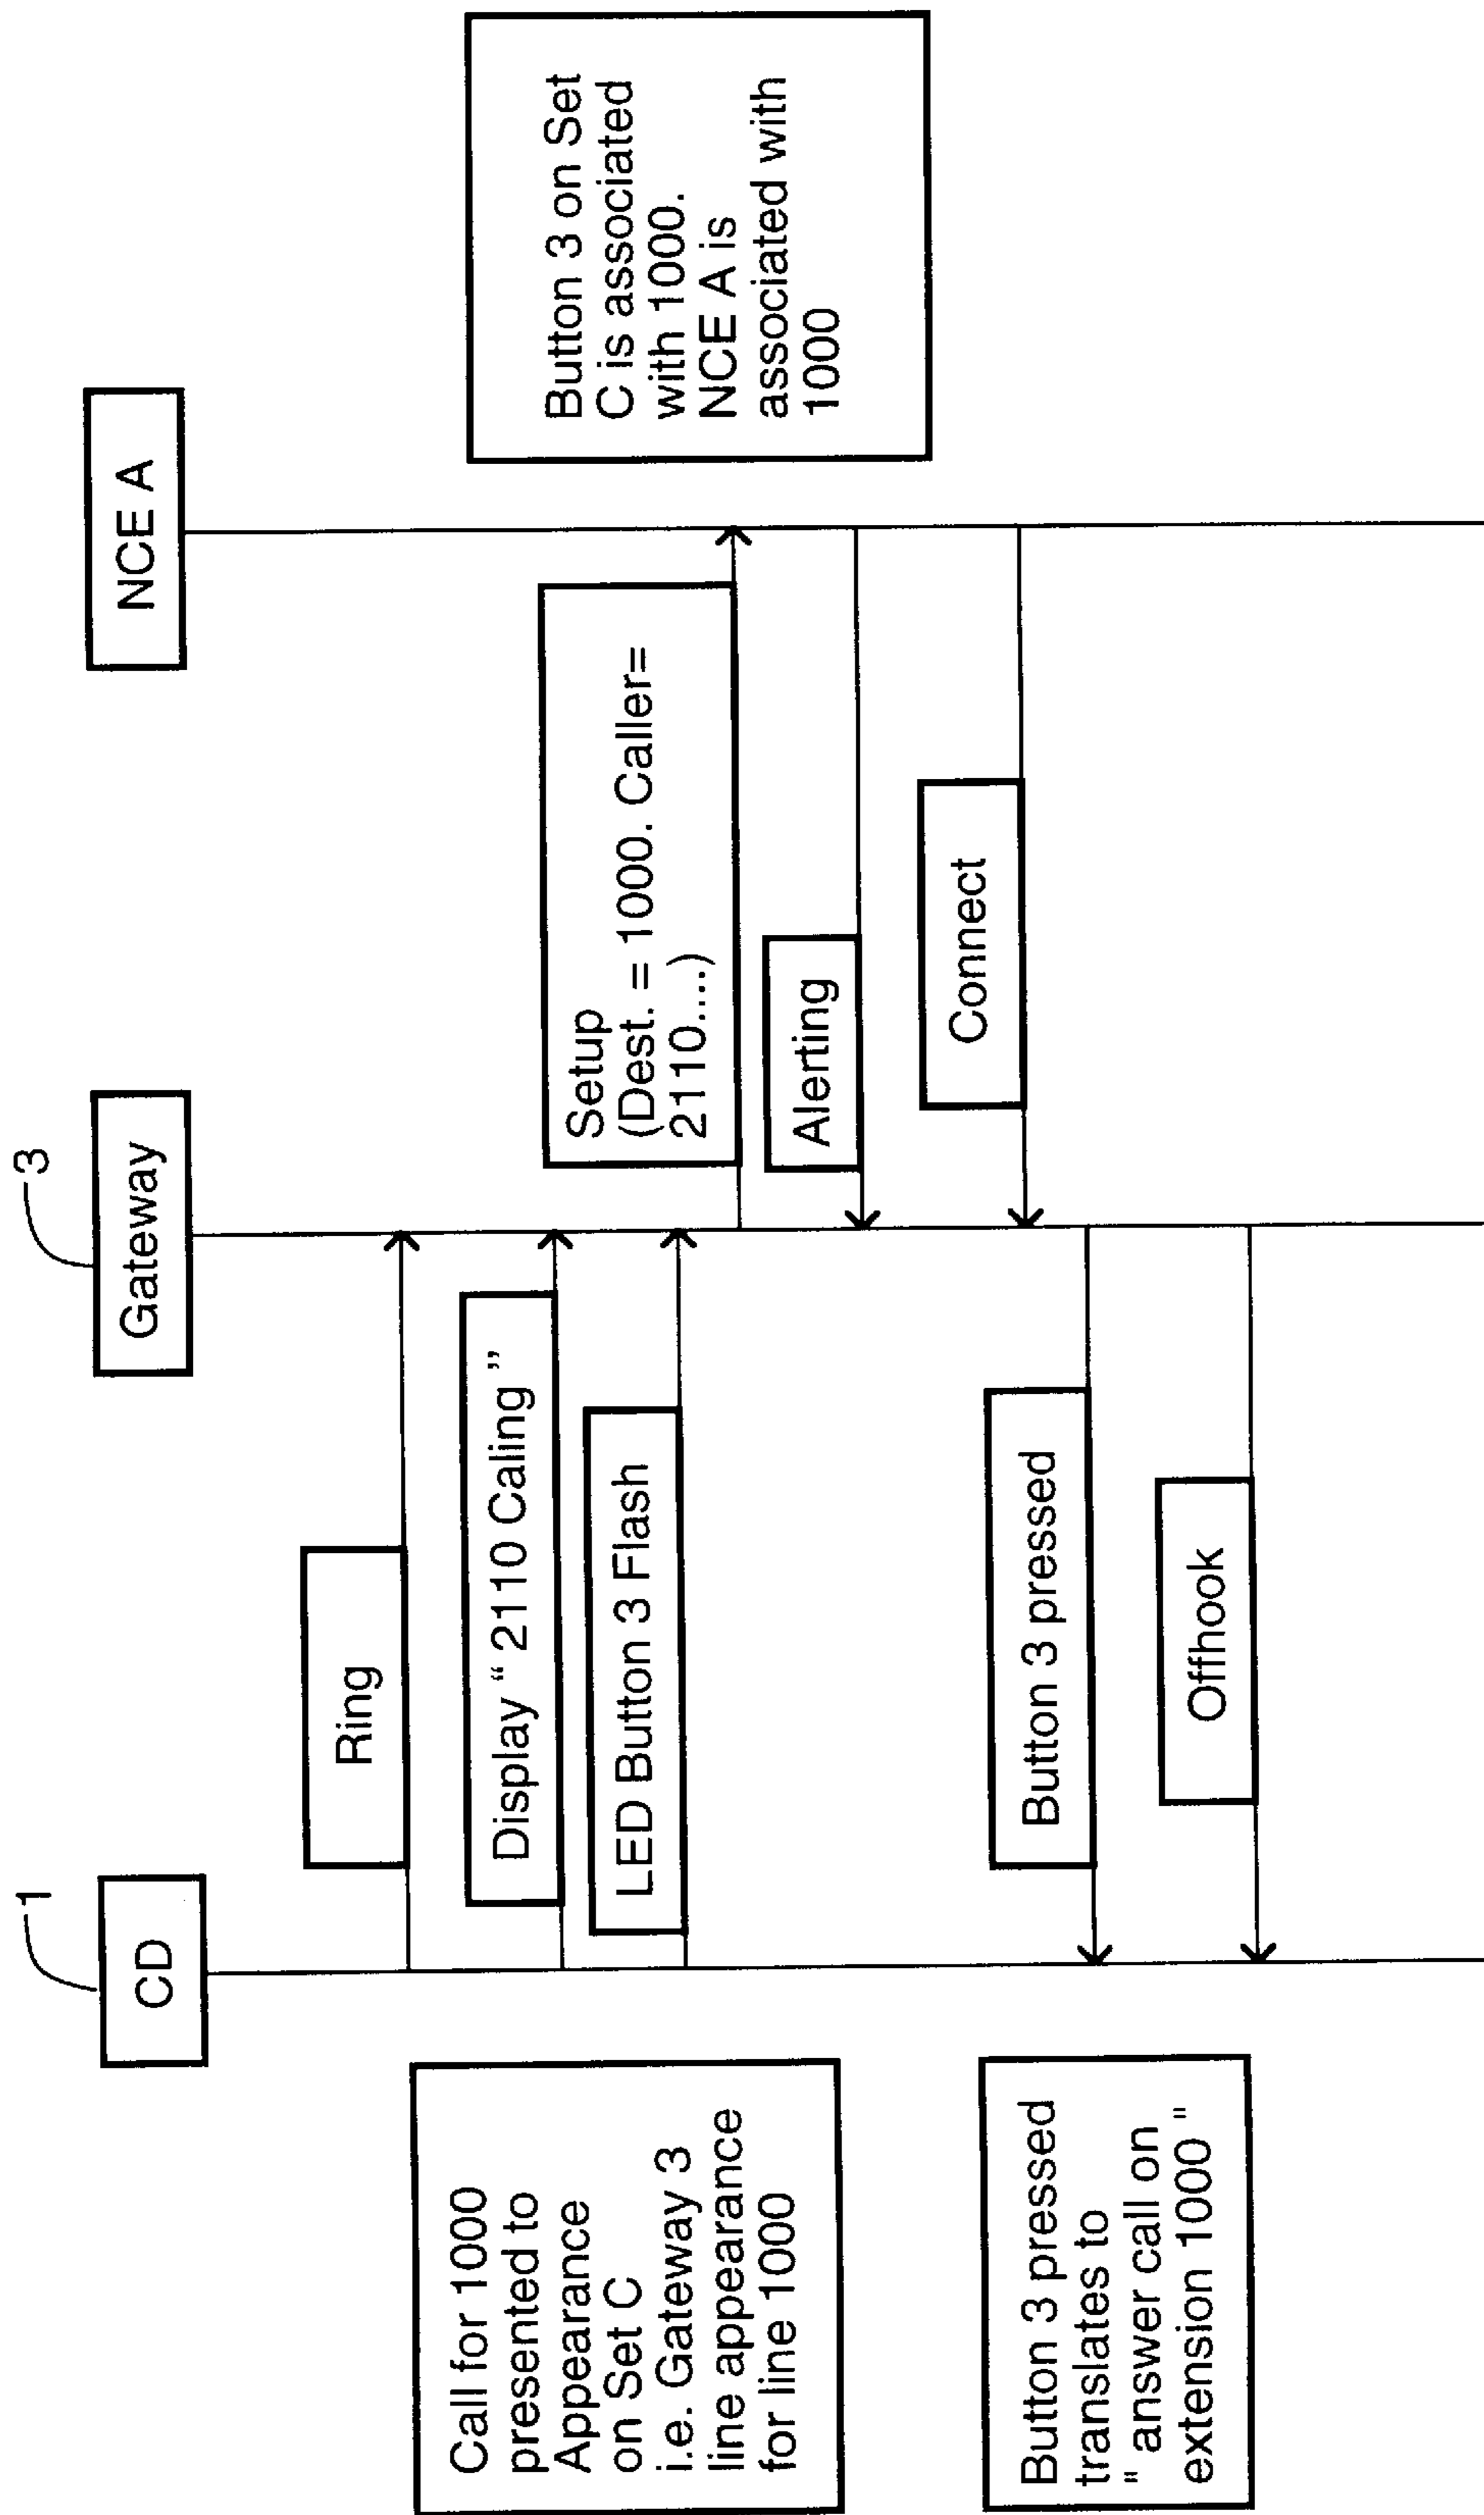 1
3
CD
Gateway
NCE A
Ring
Call for 1000
presented to
Appearance
on Set C
i.e. Gateway 3
line appearance
for line 1000
Display “ 2110 Caling ”
LED Button 3 Flash
Setup
(Dest. = 1000. Caller=
2110....)
Button 3 on Set
C is associated
with 1000.
NCE A is
associated with
1000
Alerting
Connect
Button 3 pressed
translates to
" answer call on
extension 1000 "
Button 3 pressed
Offhook